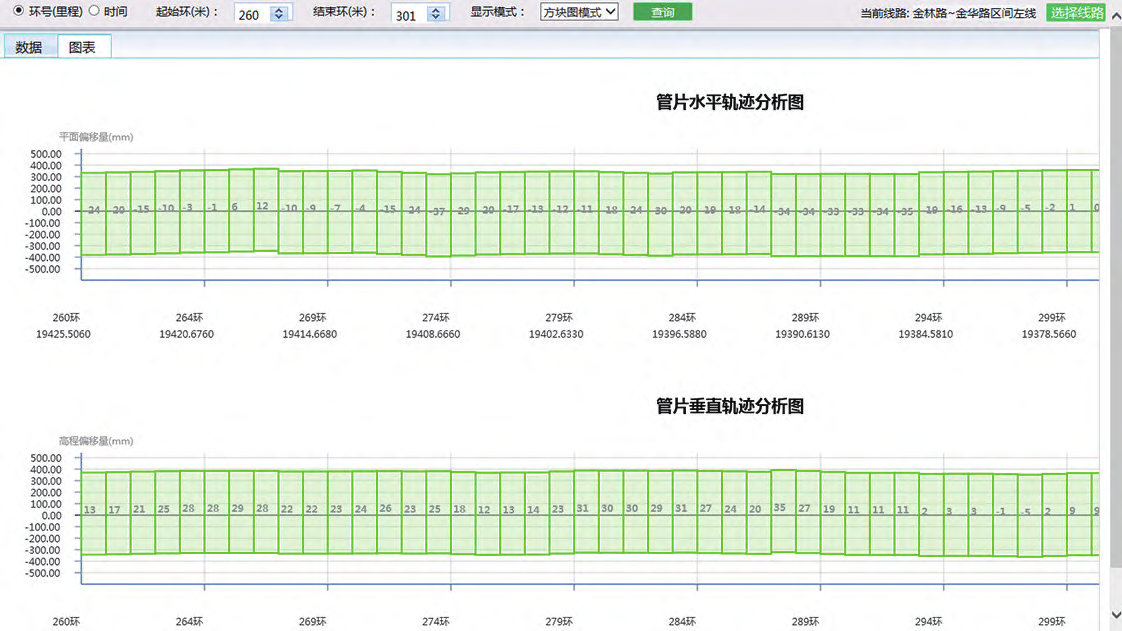 环号(里程) 时间 起始环(米)： 260 结束环(米)： 301 显示模式： 方块图模式 查询 当前线路: 金林路~金华路区间左线 选择线路
数据 图表
管片水平轨迹分析图
平面偏移量(mm)
500.00
400.00
300.00
200.00
100.00
0.00
-100.00
-200.00
-300.00
-400.00
-500.00
-24 -20 -15 -10 -3 -1 6 12 -10 -9 -7 -4 -15 -24 -37 -29 -20 -17 -13 -12 -11 -18 -24 -30 -20 -19 -18 -14 -34 -34 -33 -33 -34 -35 -19 -16 -13 -9 -5 -2 1 0
260环 264环 269环 274环 279环 284环 289环 294环 299环
19425.5060 19420.6760 19414.6680 19408.6660 19402.6330 19396.5880 19390.6130 19384.5810 19378.5660
管片垂直轨迹分析图
高程偏移量(mm)
500.00
400.00
300.00
200.00
100.00
0.00
-100.00
-200.00
-300.00
-400.00
-500.00
13 17 21 25 28 28 29 28 22 22 23 24 26 23 25 18 12 13 14 23 31 30 30 29 31 27 24 20 35 27 19 11 11 11 2 3 3 -1 -5 2 9 9
260环 264环 269环 274环 279环 284环 289环 294环 299环